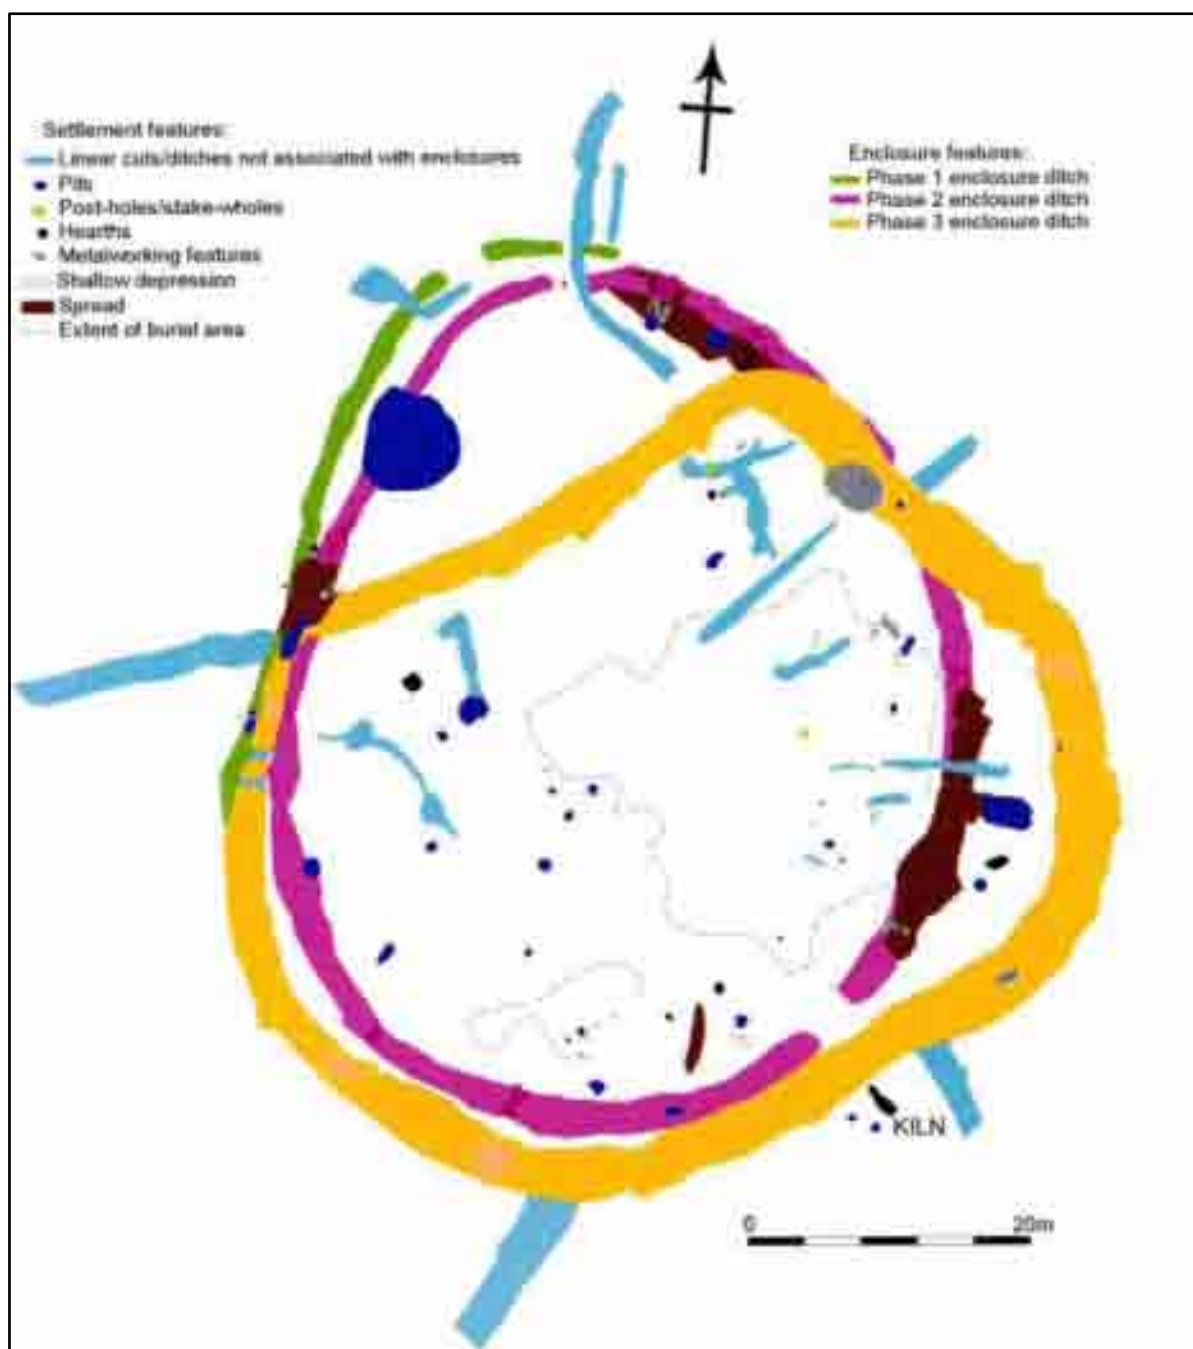 Settlement features:
Linear cuts/ditches not associated with enclosures
Pits
Post-holes/stake-wholes
Hearths
Metalworking features
Shallow depression
Spread
Extent of burial area
Enclosure features:
Phase 1 enclosure ditch
Phase 2 enclosure ditch
Phase 3 enclosure ditch
KILN
0 20m